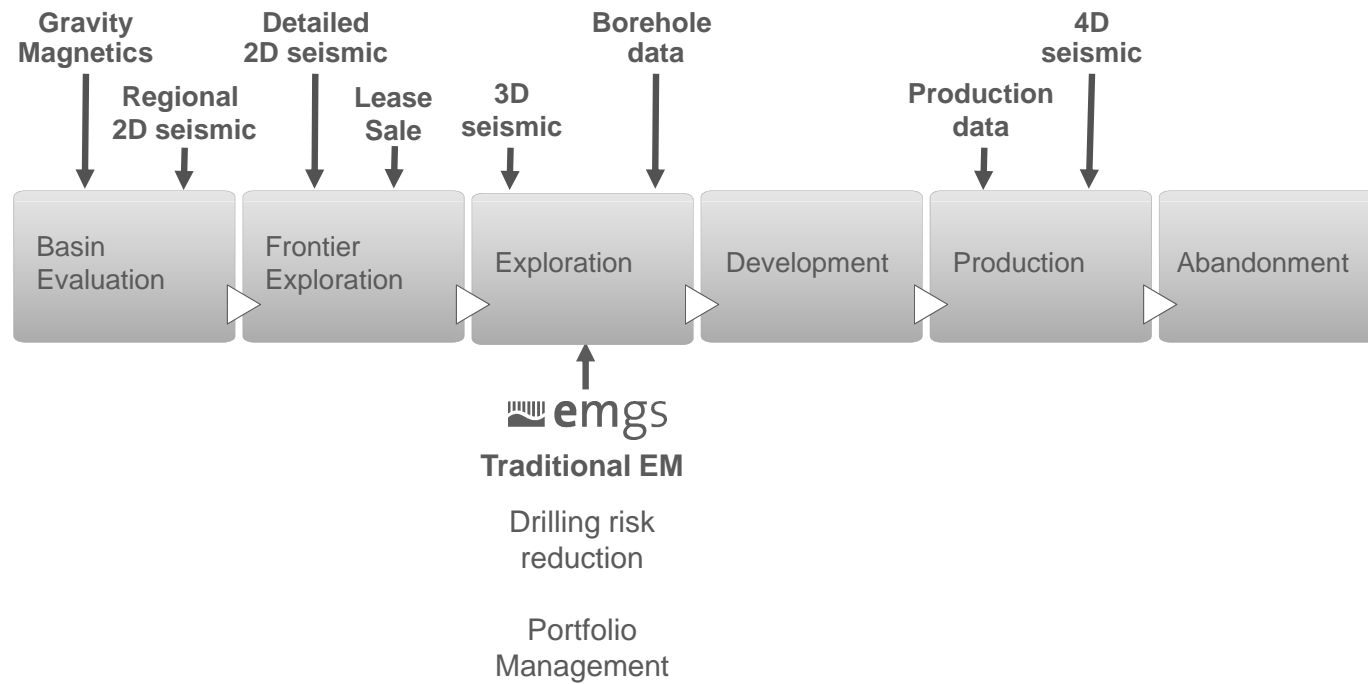 Gravity
Magnetics
Regional
2D seismic
Detailed
2D seismic
Lease
Sale
3D
seismic
Borehole
data
Production
data
4D
seismic
Basin
Evaluation
Frontier
Exploration
Exploration
Development
Production
Abandonment
emgs
Traditional EM
Drilling risk
reduction
Portfolio
Management